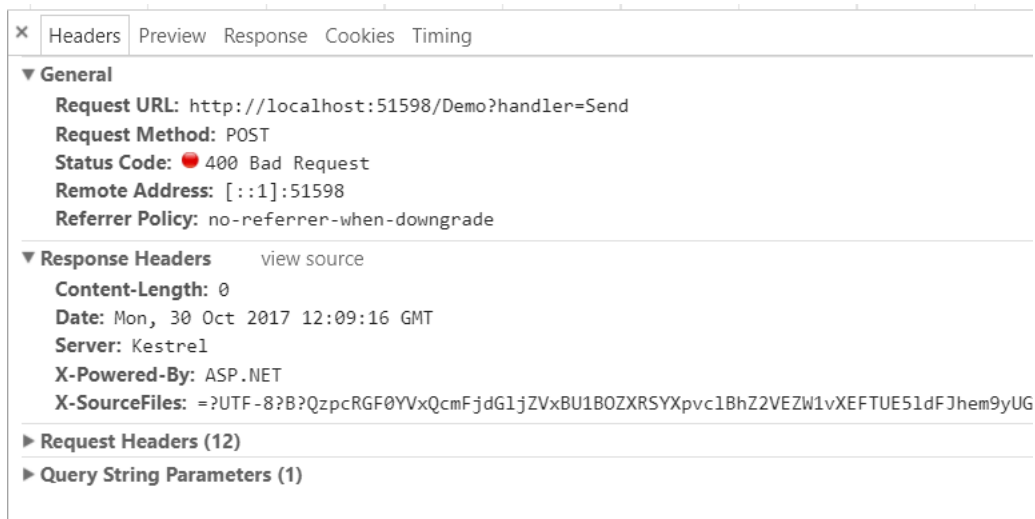 × Headers Preview Response Cookies Timing
▼ General
Request URL: http://localhost:51598/Demo?handler=Send
Request Method: POST
Status Code: 400 Bad Request
Remote Address: [::1]:51598
Referrer Policy: no-referrer-when-downgrade
▼ Response Headers view source
Content-Length: 0
Date: Mon, 30 Oct 2017 12:09:16 GMT
Server: Kestrel
X-Powered-By: ASP.NET
X-SourceFiles: =?UTF-8?B?QzpcRGF0YVxQcmFjdGljZVxBU1BOZXRSYXpvclBhZ2VEZW1vXEFTUE5ldFJhem9yUG
▶ Request Headers (12)
▶ Query String Parameters (1)